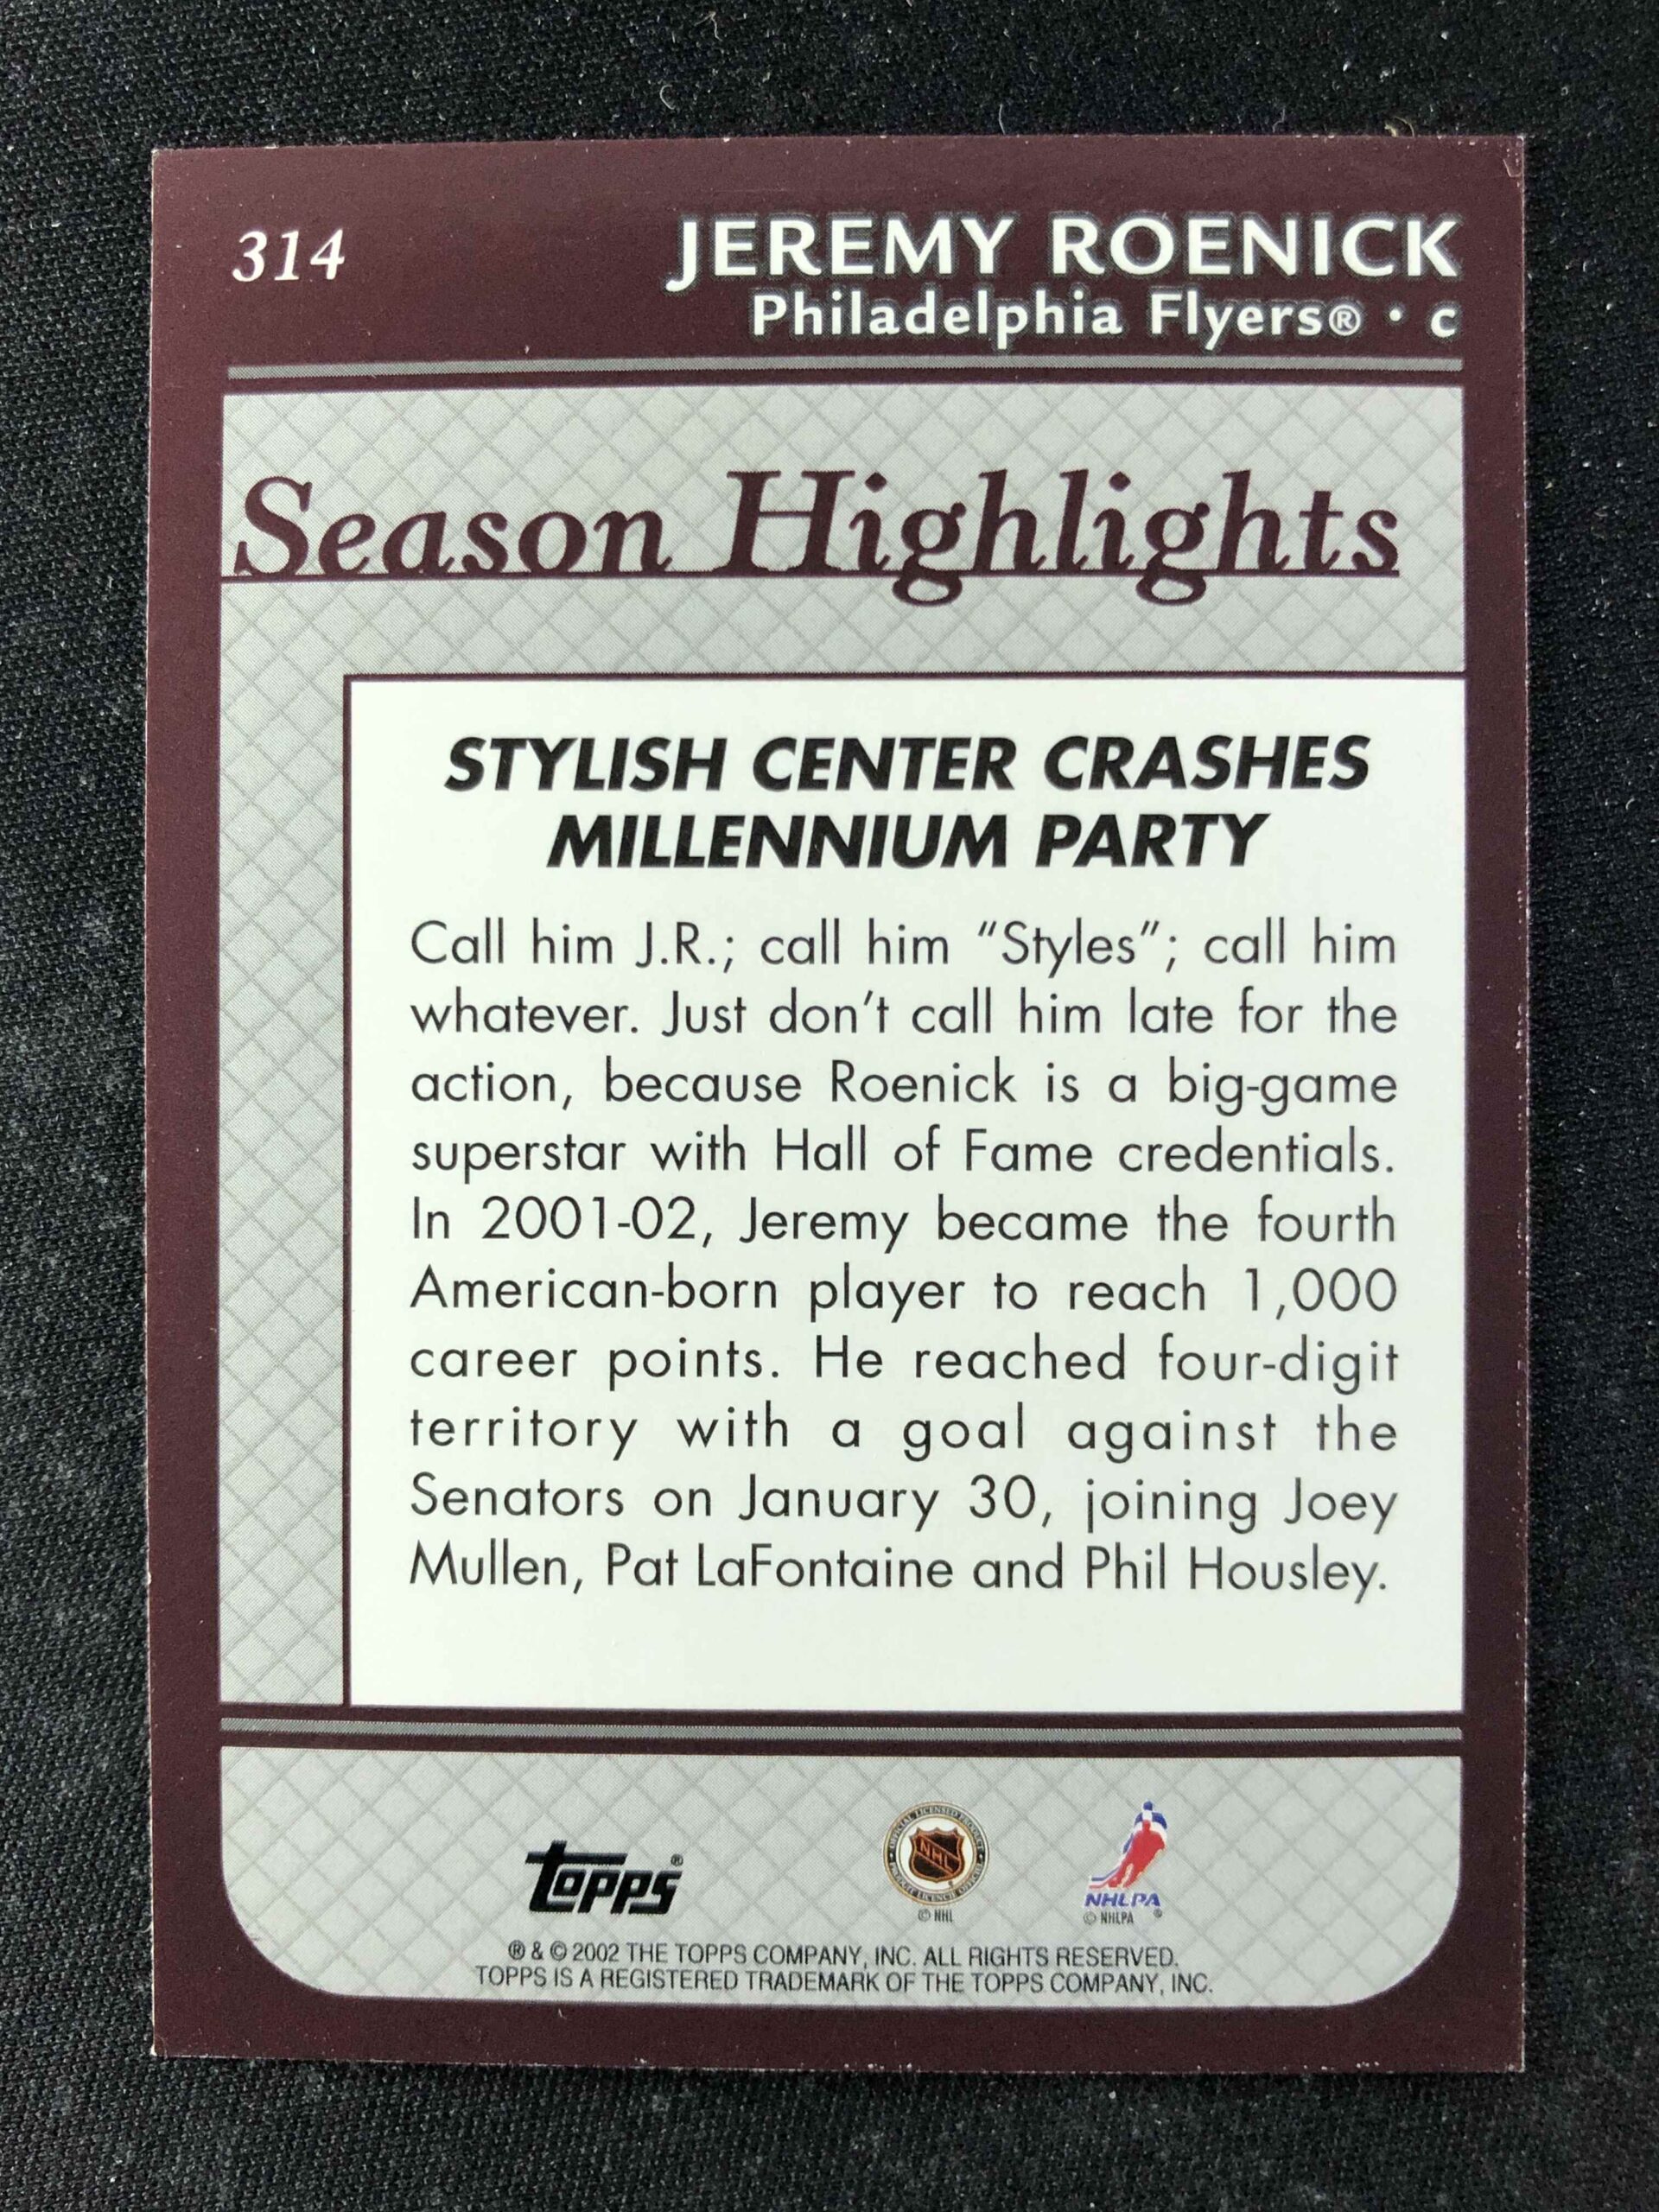 314
JEREMY ROENICK
Philadelphia Flyers® • C
Season Highlights
STYLISH CENTER CRASHES
MILLENNIUM PARTY
Call him J.R.; call him “Styles”; call him
whatever. Just don’t call him late for the
action, because Roenick is a big-game
superstar with Hall of Fame credentials.
In 2001-02, Jeremy became the fourth
American-born player to reach 1,000
career points. He reached four-digit
territory with a goal against the
Senators on January 30, joining Joey
Mullen, Pat LaFontaine and Phil Housley.
topps®
NHL
© NHL
NHLPA
© NHLPA ®
® & © 2002 THE TOPPS COMPANY, INC. ALL RIGHTS RESERVED.
TOPPS IS A REGISTERED TRADEMARK OF THE TOPPS COMPANY, INC.